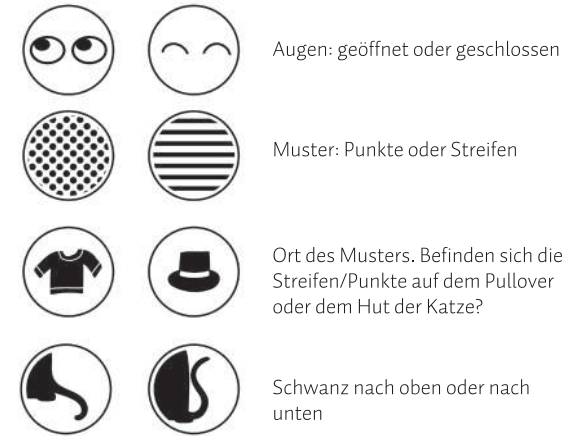 Augen: geöffnet oder geschlossen
Muster: Punkte oder Streifen
Ort des Musters. Befinden sich die
Streifen/Punkte auf dem Pullover
oder dem Hut der Katze?
Schwanz nach oben oder nach
unten